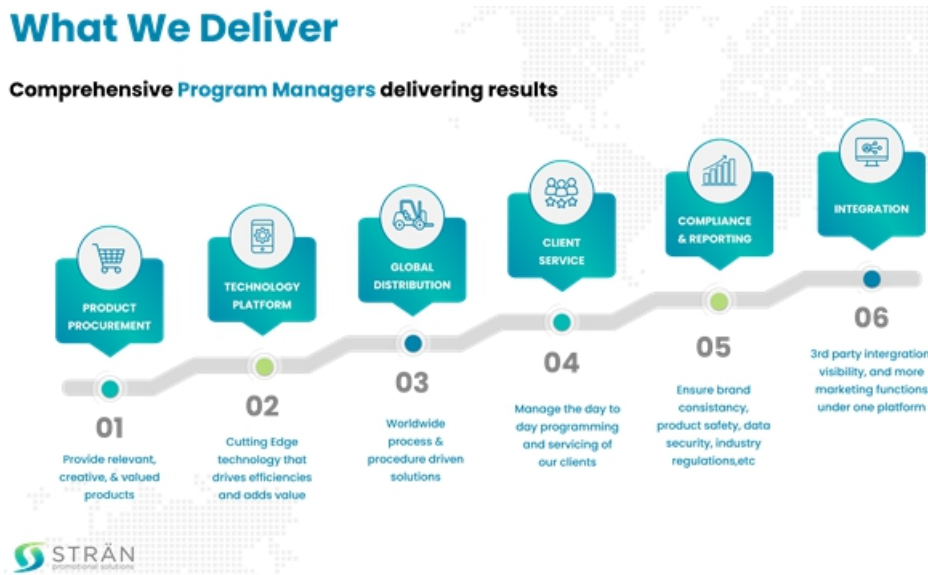 What We Deliver
Comprehensive Program Managers delivering results
PRODUCT
PROCUREMENT
01
Provide relevant,
creative, & valued
products
TECHNOLOGY
PLATFORM
02
Cutting Edge
technology that
drives efficiencies
and adds value
GLOBAL
DISTRIBUTION
03
Worldwide
process &
procedure driven
solutions
CLIENT
SERVICE
04
Manage the day to
day programming
and servicing of
our clients
COMPLIANCE
& REPORTING
05
Ensure brand
consistancy,
product safety, data
security, industry
regulations,etc
INTEGRATION
06
3rd party intergration
visibility, and more
marketing functions
under one platform
STRÄN
promotional solutions